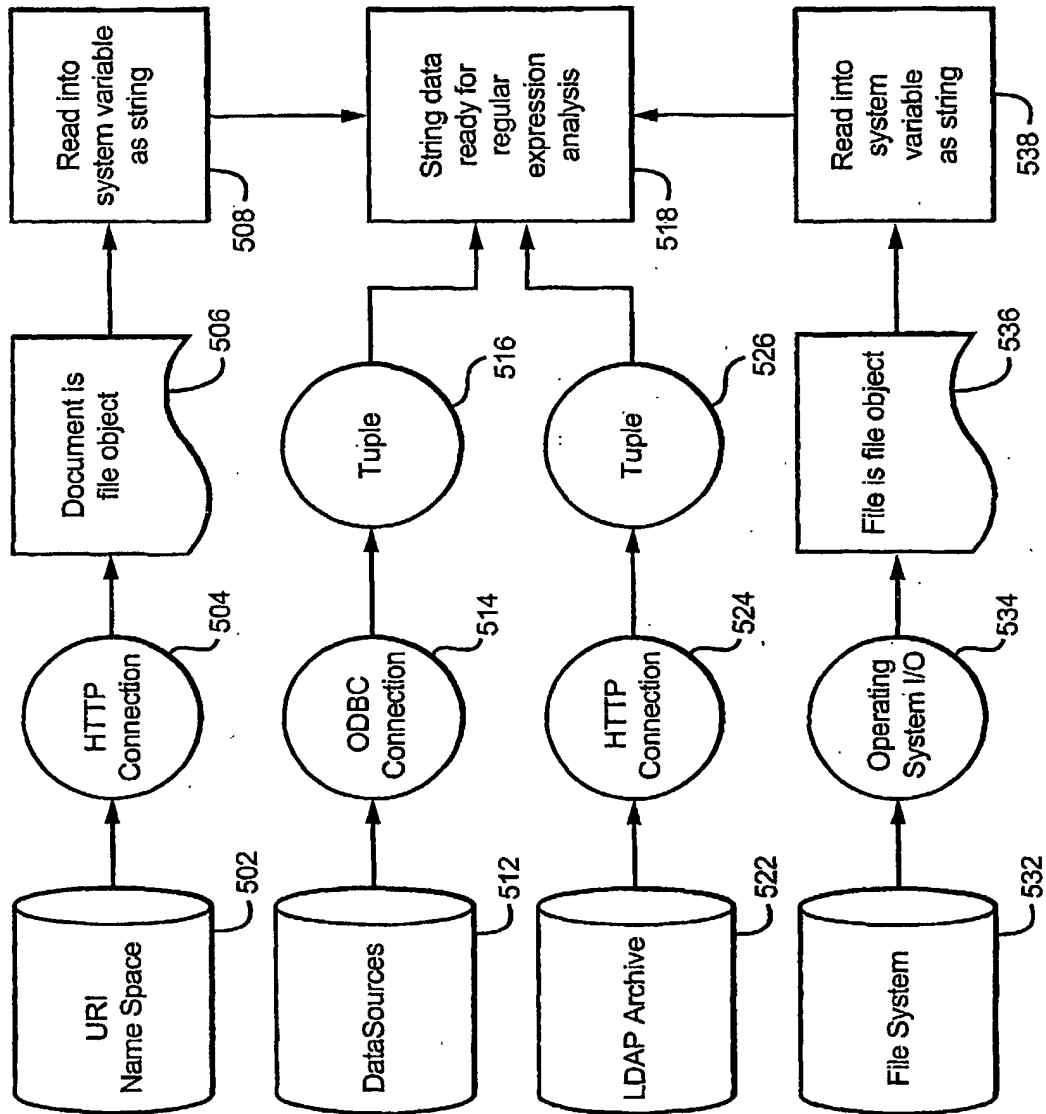 URI
Name Space
502
HTTP
Connection
504
Document is
file object
506
Read into
system variable
as string
508
DataSources
512
ODBC
Connection
514
Tuple
516
String data
ready for
regular
expression
analysis
518
LDAP Archive
522
HTTP
Connection
524
Tuple
526
File System
532
Operating
System I/O
534
File is file object
536
Read into
system
variable
as string
538